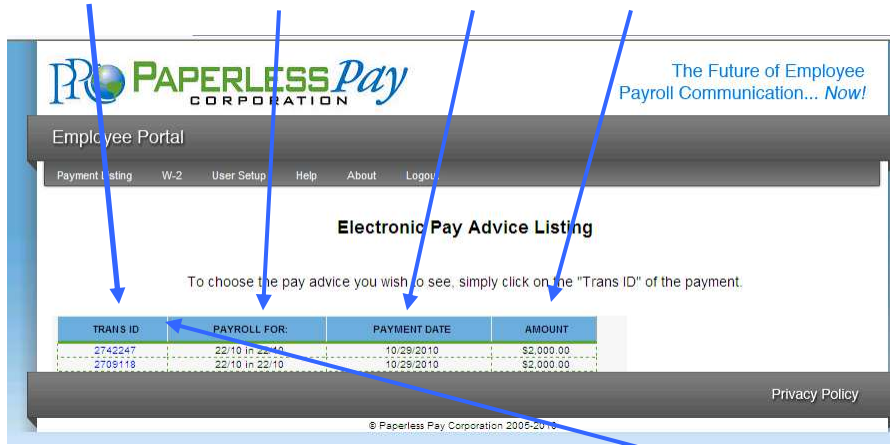 PPC PAPERLESS Pay
CORPORATION
The Future of Employee
Payroll Communication... Now!
Employee Portal
Payment Listing W-2 User Setup Help About Logout
Electronic Pay Advice Listing
To choose the pay advice you wish to see, simply click on the "Trans ID" of the payment.
TRANS ID PAYROLL FOR: PAYMENT DATE AMOUNT
2742247 22/10 in 22/10 10/29/2010 $2,000.00
2709118 22/10 in 22/10 10/29/2010 $2,000.00
Privacy Policy
© Paperless Pay Corporation 2005-2010